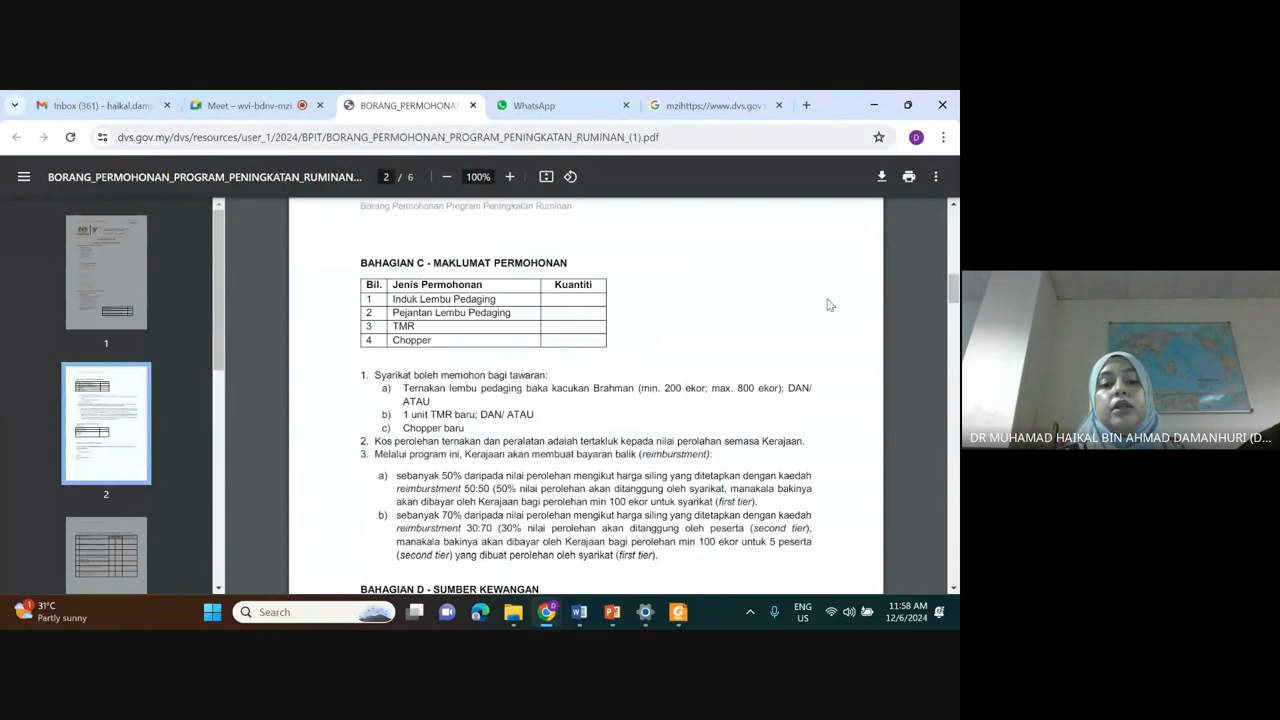 Inbox (361) - haikal.dama
Meet – wvi-bdnv-mzi
BORANG_PERMOHONAN
WhatsApp
mzihttps://www.dvs.gov
dvs.gov.my/dvs/resources/user_1/2024/BPIT/BORANG_PERMOHONAN_PROGRAM_PENINGKATAN_RUMINAN_(1).pdf
D
BORANG_PERMOHONAN_PROGRAM_PENINGKATAN_RUMINAN...
2 / 6
100%
1
2
Borang Permohonan Program Peningkatan Ruminan
BAHAGIAN C - MAKLUMAT PERMOHONAN
Bil. Jenis Permohonan Kuantiti
1 Induk Lembu Pedaging
2 Pejantan Lembu Pedaging
3 TMR
4 Chopper
1. Syarikat boleh memohon bagi tawaran:
a) Ternakan lembu pedaging baka kacukan Brahman (min. 200 ekor; max. 800 ekor); DAN/
ATAU
b) 1 unit TMR baru; DAN/ ATAU
c) Chopper baru
2. Kos perolehan ternakan dan peralatan adalah tertakluk kepada nilai perolahan semasa Kerajaan.
3. Melalui program ini, Kerajaan akan membuat bayaran balik (reimburstment):
a) sebanyak 50% daripada nilai perolehan mengikut harga siling yang ditetapkan dengan kaedah
reimburstment 50:50 (50% nilai perolehan akan ditanggung oleh syarikat, manakala bakinya
akan dibayar oleh Kerajaan bagi perolehan min 100 ekor untuk syarikat (first tier).
b) sebanyak 70% daripada nilai perolehan mengikut harga siling yang ditetapkan dengan kaedah
reimburstment 30:70 (30% nilai perolehan akan ditanggung oleh peserta (second tier),
manakala bakinya akan dibayar oleh Kerajaan bagi perolehan min 100 ekor untuk 5 peserta
(second tier) yang dibuat perolehan oleh syarikat (first tier).
BAHAGIAN D - SUMBER KEWANGAN
DR MUHAMAD HAIKAL BIN AHMAD DAMANHURI (D...
1
31°C
Partly sunny
Search
ENG
US
11:58 AM
12/6/2024